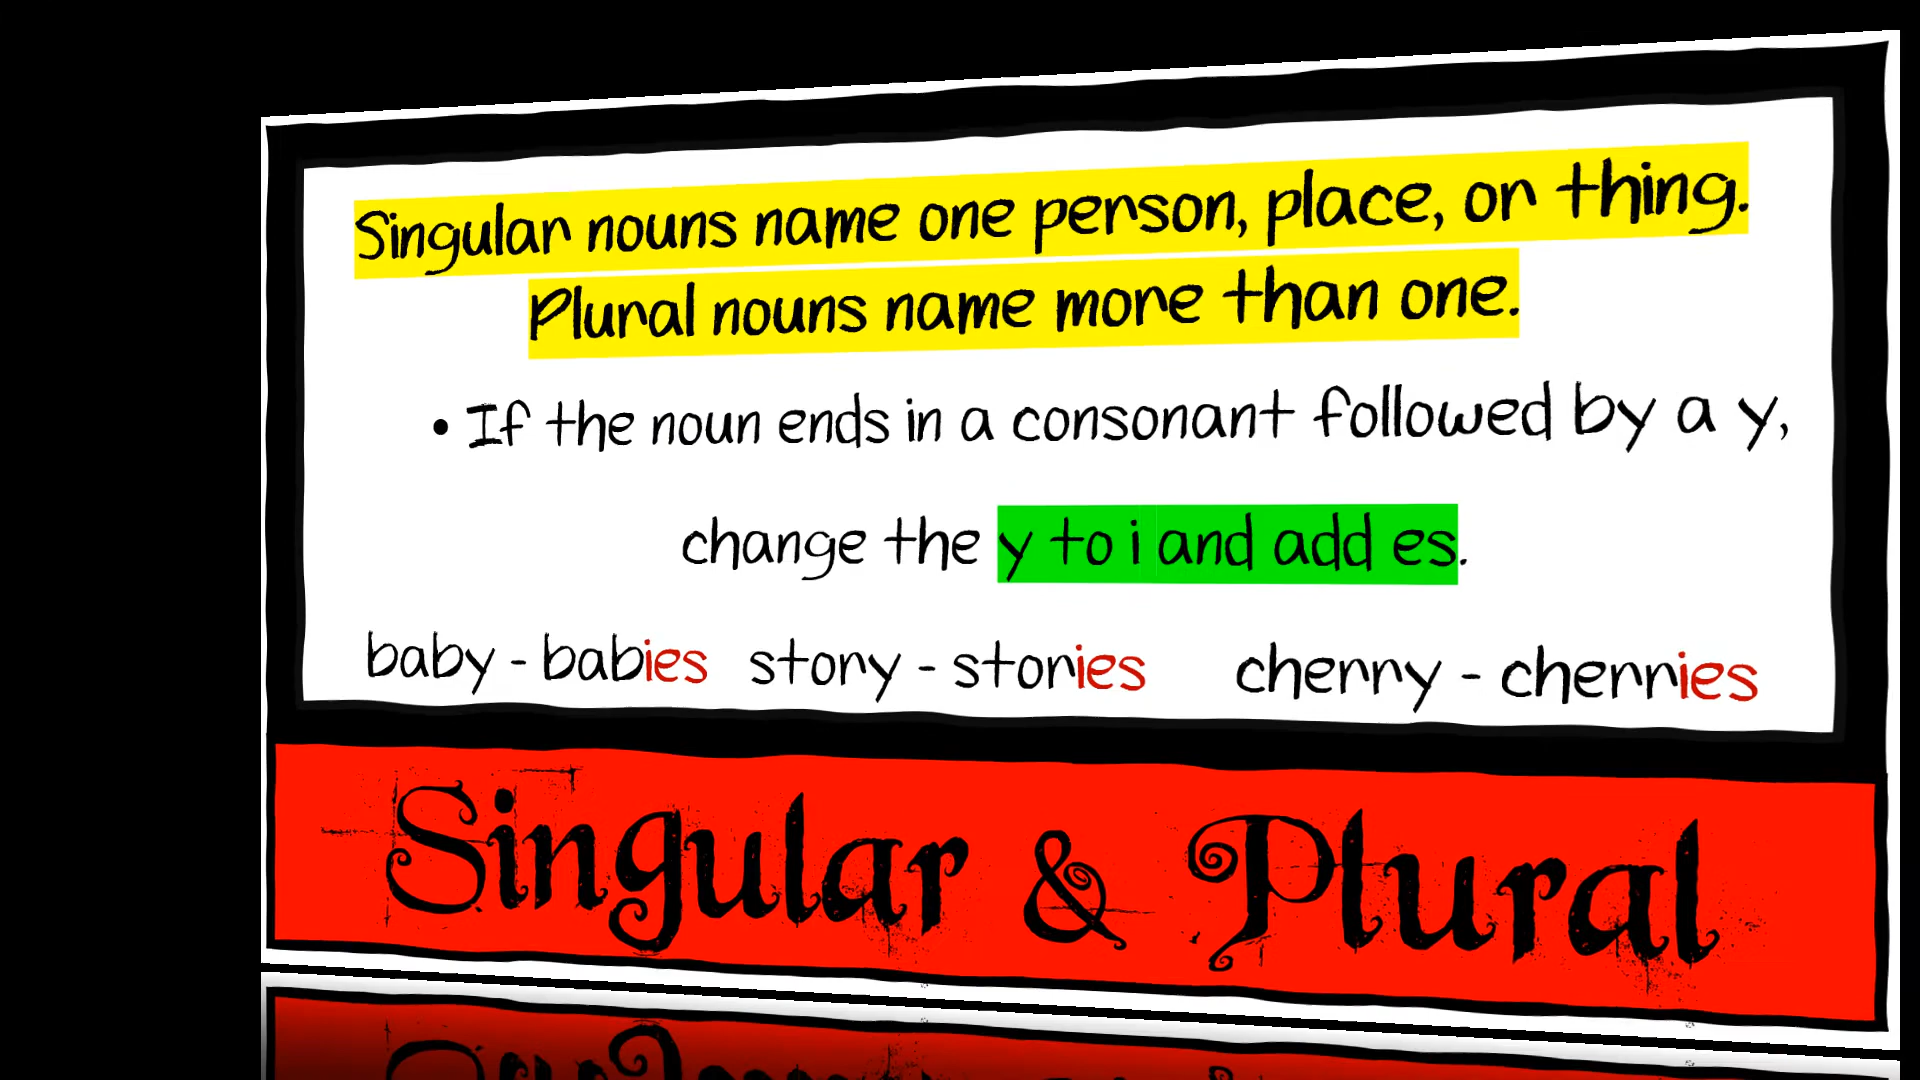 Singular nouns name one person, place, or thing.
Plural nouns name more than one.
• If the noun ends in a consonant followed by a y,
change the y to i and add es.
baby - babies story - stories cherry - cherries
Singular & Plural